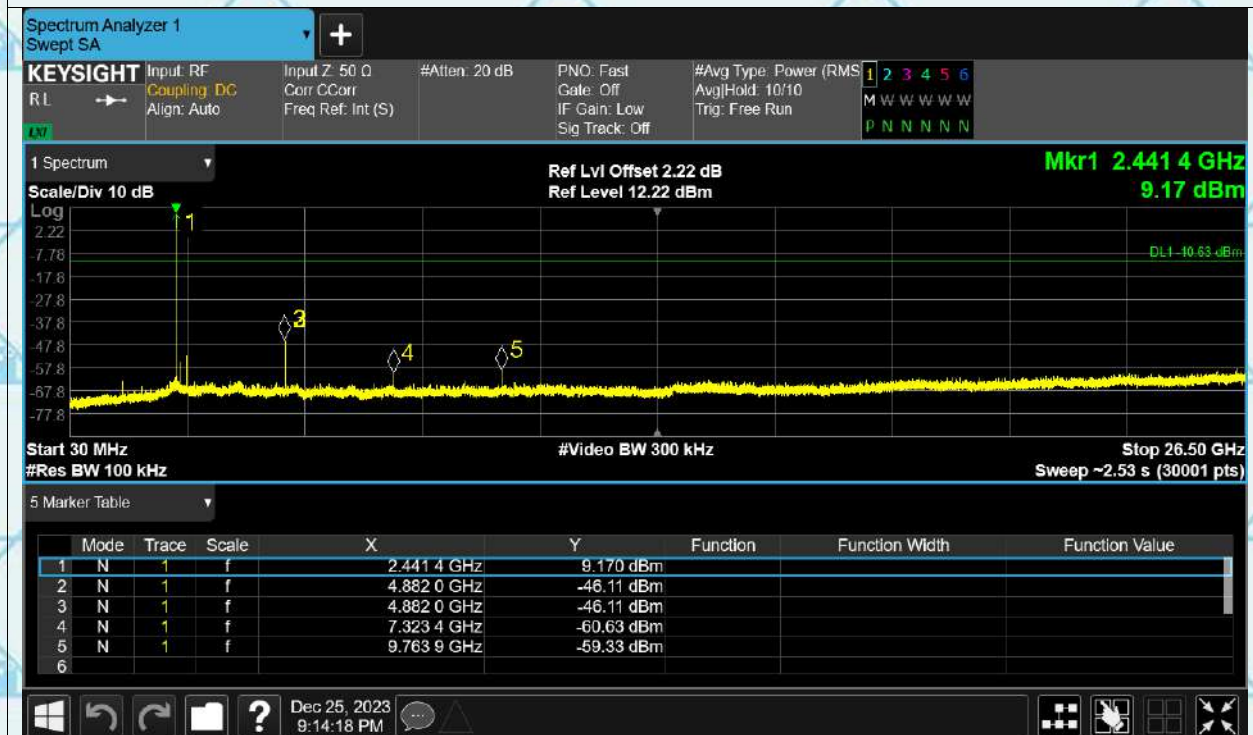 Spectrum Analyzer 1
Swept SA
+
KEYSIGHT
RL
LXI
Input: RF
Coupling: DC
Align: Auto
Input Z: 50 Ω
Corr CCorr
Freq Ref: Int (S)
#Atten: 20 dB
PNO: Fast
Gate: Off
IF Gain: Low
Sig Track: Off
#Avg Type: Power (RMS
Avg|Hold: 10/10
Trig: Free Run
1 2 3 4 5 6
M W W W W W
P N N N N N
1 Spectrum
Scale/Div 10 dB
Ref Lvl Offset 2.22 dB
Ref Level 12.22 dBm
Mkr1 2.441 4 GHz
9.17 dBm
Log
1
2.22
-7.78
DL1 -10.63 dBm
-17.8
-27.8
-37.8
3
-47.8
4
5
-57.8
-67.8
-77.8
Start 30 MHz
#Video BW 300 kHz
Stop 26.50 GHz
#Res BW 100 kHz
Sweep ~2.53 s (30001 pts)
5 Marker Table
Mode Trace Scale X Y Function Function Width Function Value
1 N 1 f 2.441 4 GHz 9.170 dBm
2 N 1 f 4.882 0 GHz -46.11 dBm
3 N 1 f 4.882 0 GHz -46.11 dBm
4 N 1 f 7.323 4 GHz -60.63 dBm
5 N 1 f 9.763 9 GHz -59.33 dBm
6
?
Dec 25, 2023
9:14:18 PM